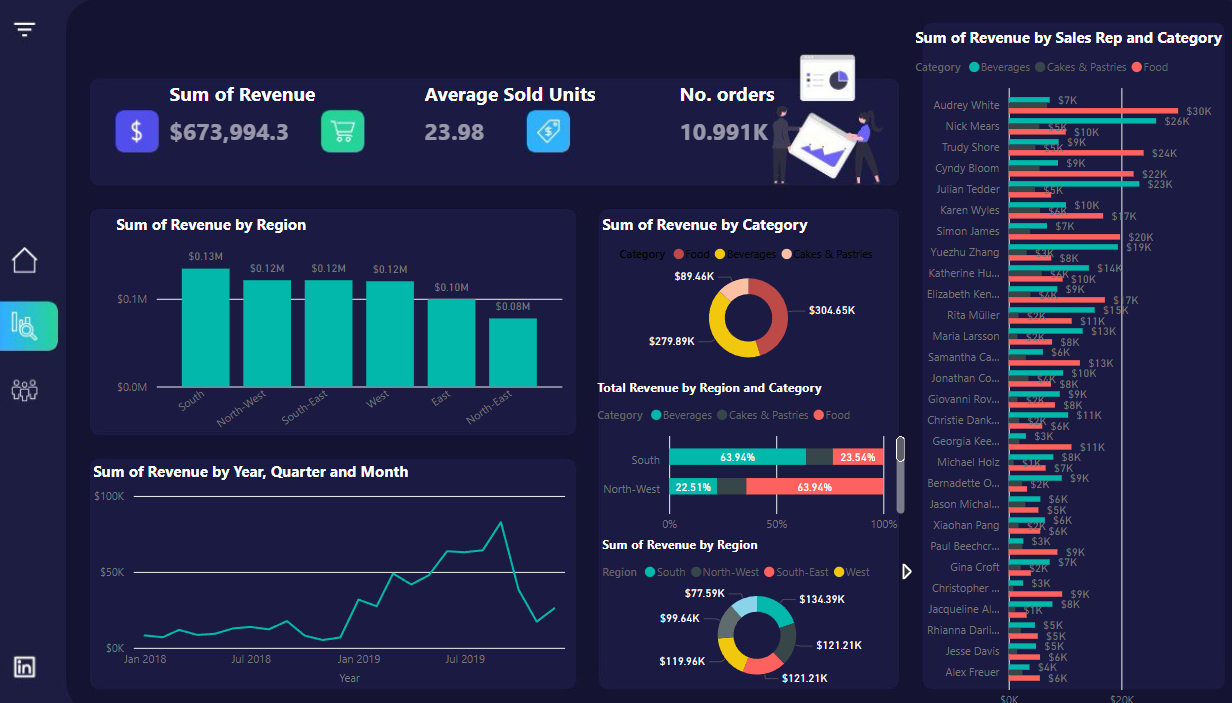 Sum of Revenue
$673,994.3
Average Sold Units
23.98
No. orders
10.991K
Sum of Revenue by Region
$0.13M
$0.12M
$0.12M
$0.12M
$0.10M
$0.08M
$0.1M
$0.0M
South
North-West
South-East
West
East
North-East
Sum of Revenue by Year, Quarter and Month
$100K
$50K
$0K
Jan 2018
Jul 2018
Jan 2019
Jul 2019
Year
Sum of Revenue by Category
Category Food Beverages Cakes & Pastries
$89.46K
$304.65K
$279.89K
Total Revenue by Region and Category
Category Beverages Cakes & Pastries Food
South 63.94% 23.54%
North-West 22.51% 63.94%
0% 50% 100%
Sum of Revenue by Region
Region South North-West South-East West
$77.59K
$134.39K
$99.64K
$121.21K
$119.96K
$121.21K
Sum of Revenue by Sales Rep and Category
Category Beverages Cakes & Pastries Food
Audrey White $7K $30K
Nick Mears $26K $5K $10K
Trudy Shore $9K $5K $24K
Cyndy Bloom $9K $22K
Julian Tedder $23K $5K
Karen Wyles $10K $17K
Simon James $7K $20K
Yuezhu Zhang $19K $8K
Katherine Hu... $14K $10K
Elizabeth Ken... $9K $17K
Rita Müller $15K $2K $11K
Maria Larsson $13K $8K
Samantha Ca... $6K $13K
Jonathan Co... $10K $8K
Giovanni Rov... $9K $8K
Christie Dank... $11K $6K
Georgia Kee... $3K $11K
Michael Holz $8K $7K
Bernadette O... $9K $2K
Jason Michal... $6K $5K
Xiaohan Pang $6K $2K $6K
Paul Beechcr... $3K $9K
Gina Croft $7K $2K
Christopher ... $3K $9K
Jacqueline Al... $8K $1K
Rhianna Darli... $5K $5K
Jesse Davis $5K $6K
Alex Freuer $4K $6K
$0K $20K
in